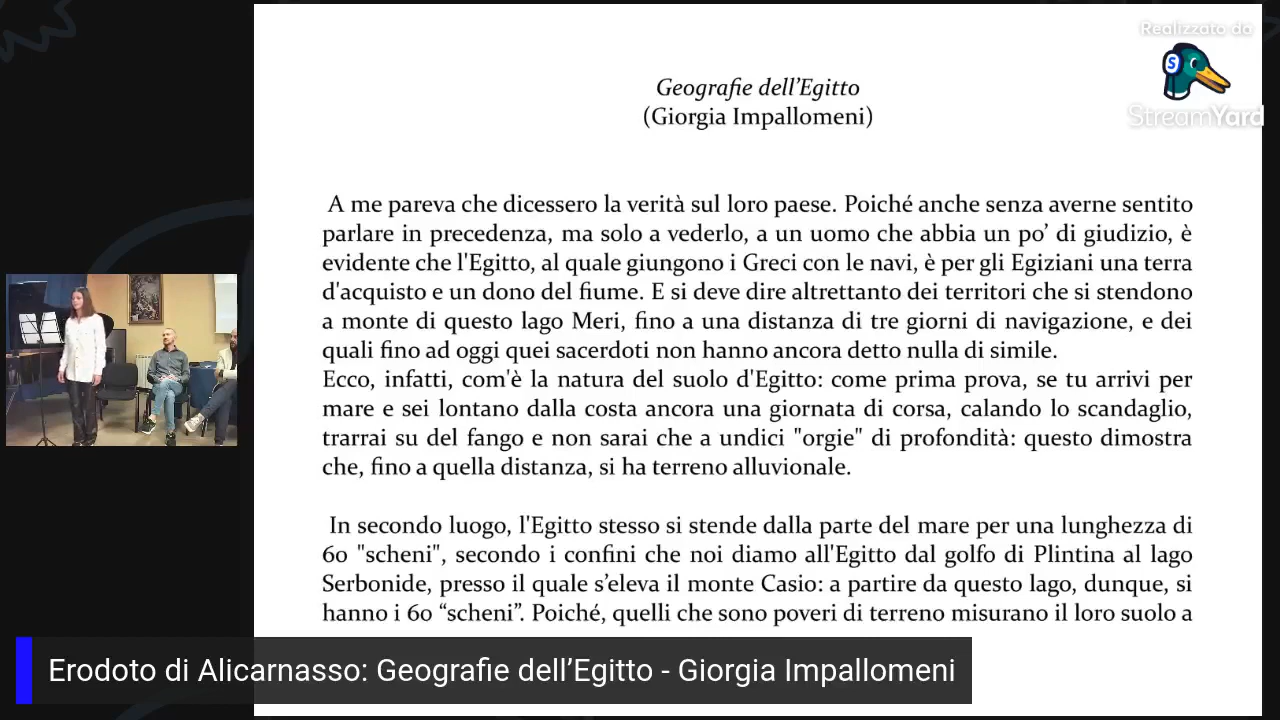 Realizzato da
S
StreamYard
Geografie dell’Egitto
(Giorgia Impallomeni)
A me pareva che dicessero la verità sul loro paese. Poiché anche senza averne sentito
parlare in precedenza, ma solo a vederlo, a un uomo che abbia un po’ di giudizio, è
evidente che l'Egitto, al quale giungono i Greci con le navi, è per gli Egiziani una terra
d'acquisto e un dono del fiume. E si deve dire altrettanto dei territori che si stendono
a monte di questo lago Meri, fino a una distanza di tre giorni di navigazione, e dei
quali fino ad oggi quei sacerdoti non hanno ancora detto nulla di simile.
Ecco, infatti, com'è la natura del suolo d'Egitto: come prima prova, se tu arrivi per
mare e sei lontano dalla costa ancora una giornata di corsa, calando lo scandaglio,
trarrai su del fango e non sarai che a undici "orgie" di profondità: questo dimostra
che, fino a quella distanza, si ha terreno alluvionale.
In secondo luogo, l'Egitto stesso si stende dalla parte del mare per una lunghezza di
60 "scheni", secondo i confini che noi diamo all'Egitto dal golfo di Plintina al lago
Serbonide, presso il quale s’eleva il monte Casio: a partire da questo lago, dunque, si
hanno i 60 “scheni”. Poiché, quelli che sono poveri di terreno misurano il loro suolo a
Erodoto di Alicarnasso: Geografie dell’Egitto - Giorgia Impallomeni